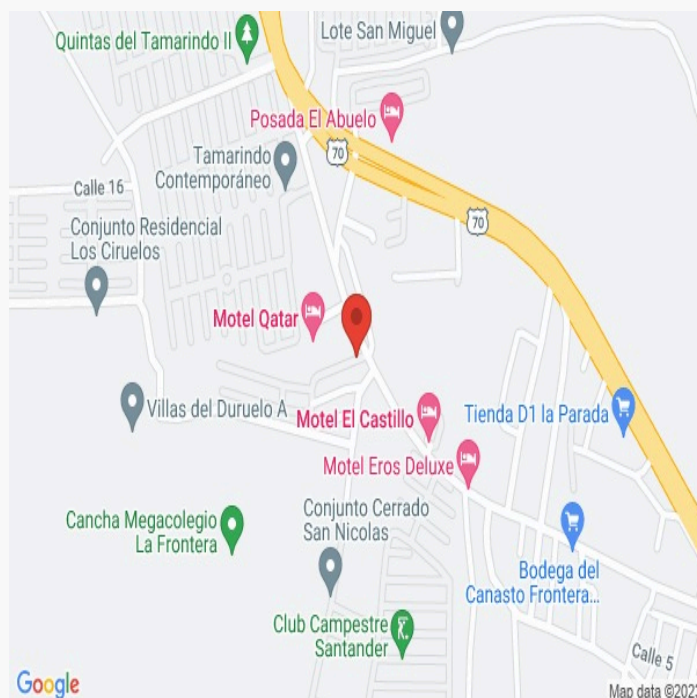 Quintas del Tamarindo II
Lote San Miguel
Posada El Abuelo
70
Tamarindo
Contemporáneo
Calle 16
70
Conjunto Residencial
Los Ciruelos
Motel Qatar
Villas del Duruelo A
Motel El Castillo
Tienda D1 la Parada
Motel Eros Deluxe
Cancha Megacolegio
La Frontera
Conjunto Cerrado
San Nicolas
Bodega del
Canasto Frontera...
Club Campestre
Santander
Calle 5
Google
Map data ©202